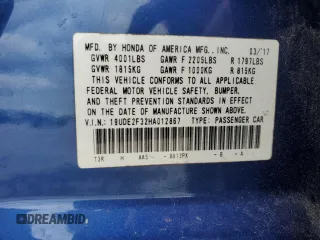 MFD. BY HONDA OF AMERICA MFG., INC. 03/'17
GVWR 4001LBS GAWR F 2205LBS R 1797LBS
GVWR 1815KG GAWR F 1000KG R 815KG
THIS VEHICLE CONFORMS TO ALL APPLICABLE
FEDERAL MOTOR VEHICLE SAFETY, BUMPER,
AND THEFT PREVENTION STANDARDS IN EFFECT
ON THE DATE OF MANUFACTURE SHOWN ABOVE.
V.I.N.: 19UDE2F32HA012867 TYPE: PASSENGER CAR
H B A
BIDINFO